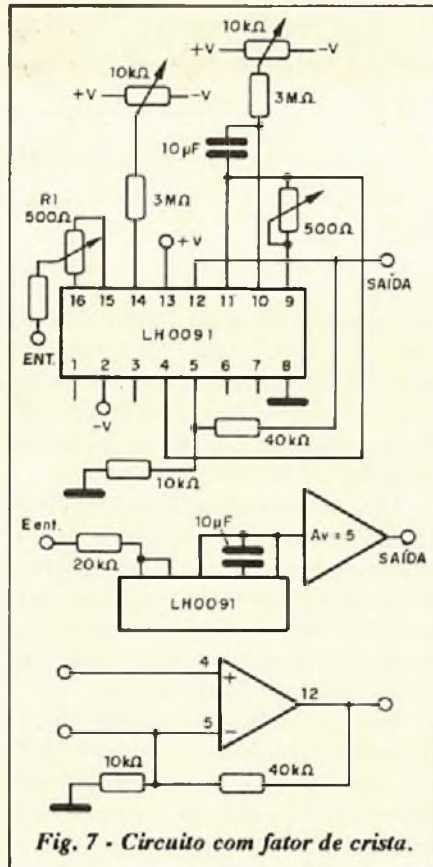 10kΩ
+V -V
10kΩ
+V -V
3MΩ
10µF
R1
500Ω
3MΩ
+V
500Ω
SAÍDA
16 15 14 13 12 11 10 9
ENT.
LH0091
1 2 3 4 5 6 7 8
-V
40kΩ
10kΩ
E ent.
20kΩ
10µF
Av = 5
SAÍDA
LH0091
4
+
12
5
-
10kΩ
40kΩ
Fig. 7 - Circuito com fator de crista.